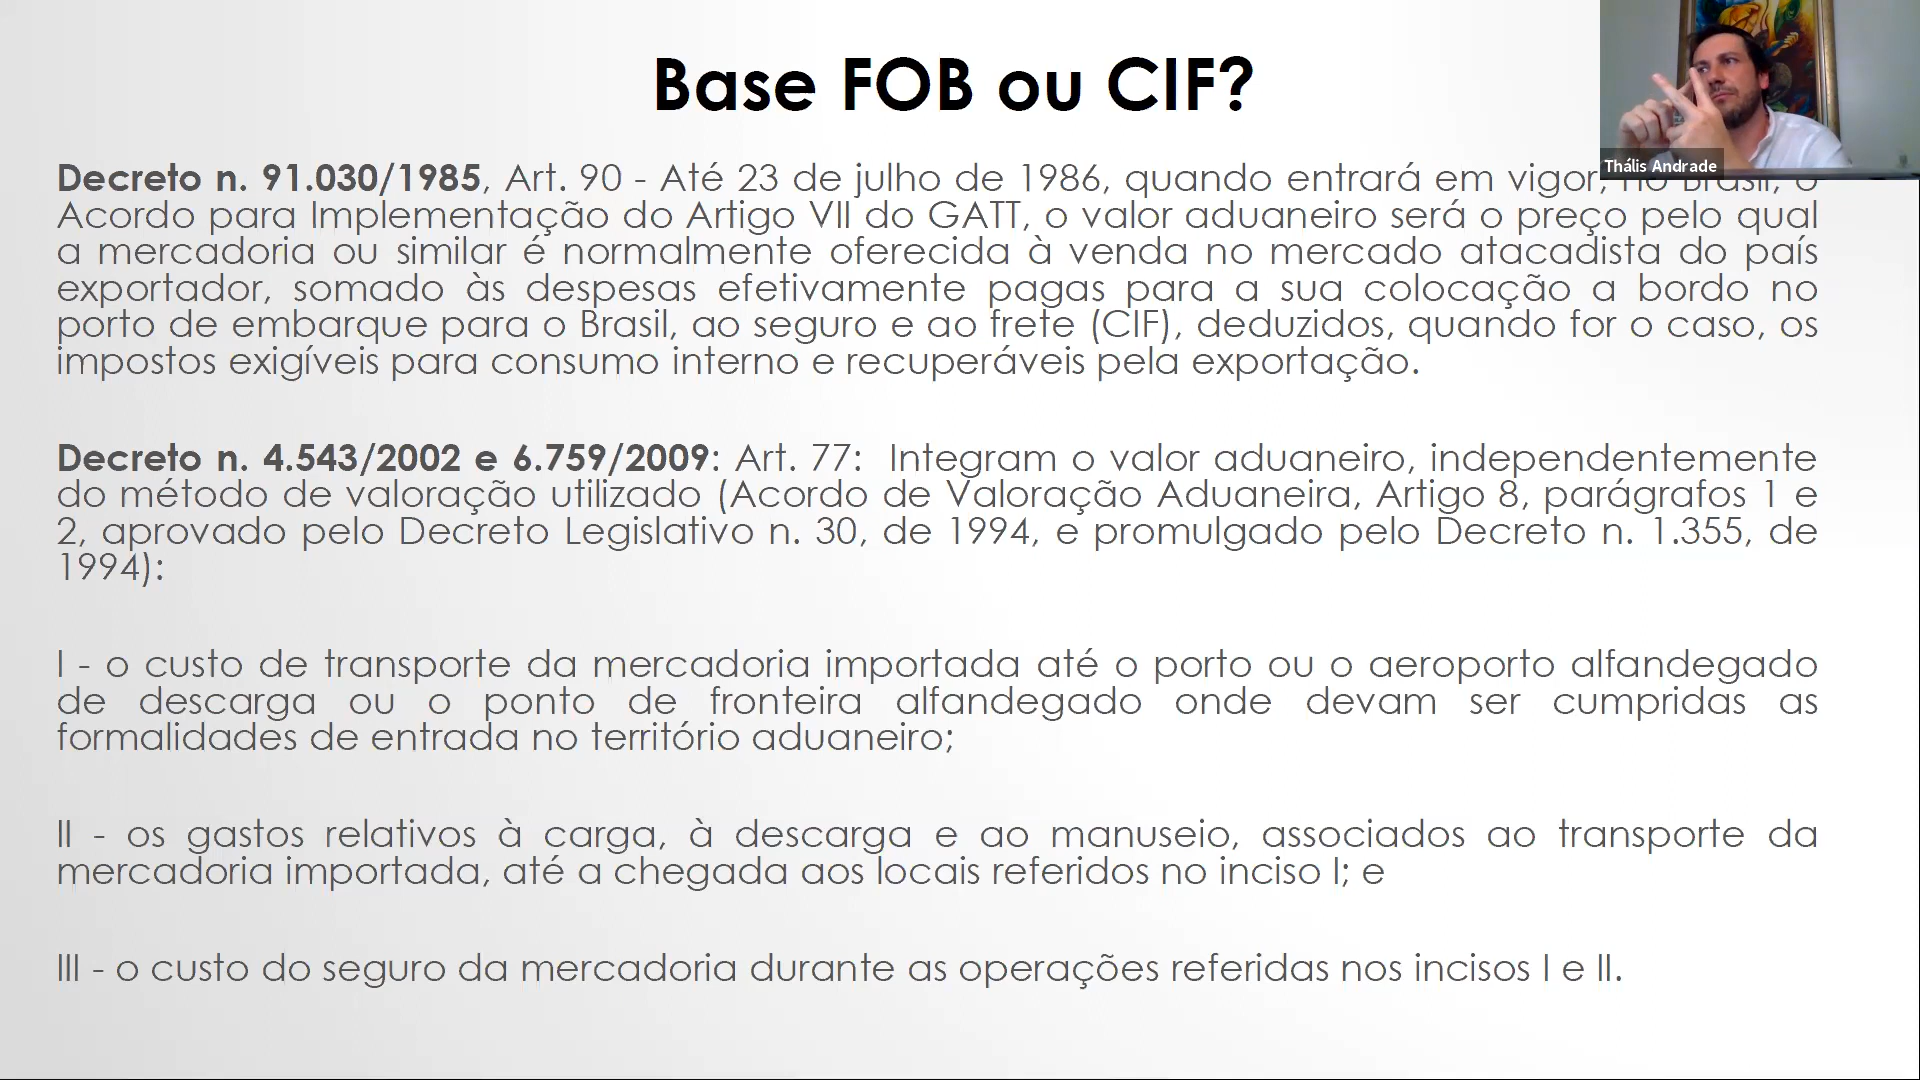 Base FOB ou CIF?
Thális Andrade
Decreto n. 91.030/1985, Art. 90 - Até 23 de julho de 1986, quando entrará em vigor, no Brasil, o
Acordo para Implementação do Artigo VII do GATT, o valor aduaneiro será o preço pelo qual
a mercadoria ou similar é normalmente oferecida à venda no mercado atacadista do país
exportador, somado às despesas efetivamente pagas para a sua colocação a bordo no
porto de embarque para o Brasil, ao seguro e ao frete (CIF), deduzidos, quando for o caso, os
impostos exigíveis para consumo interno e recuperáveis pela exportação.
Decreto n. 4.543/2002 e 6.759/2009: Art. 77: Integram o valor aduaneiro, independentemente
do método de valoração utilizado (Acordo de Valoração Aduaneira, Artigo 8, parágrafos 1 e
2, aprovado pelo Decreto Legislativo n. 30, de 1994, e promulgado pelo Decreto n. 1.355, de
1994):
I - o custo de transporte da mercadoria importada até o porto ou o aeroporto alfandegado
de descarga ou o ponto de fronteira alfandegado onde devam ser cumpridas as
formalidades de entrada no território aduaneiro;
II - os gastos relativos à carga, à descarga e ao manuseio, associados ao transporte da
mercadoria importada, até a chegada aos locais referidos no inciso I; e
III - o custo do seguro da mercadoria durante as operações referidas nos incisos I e II.